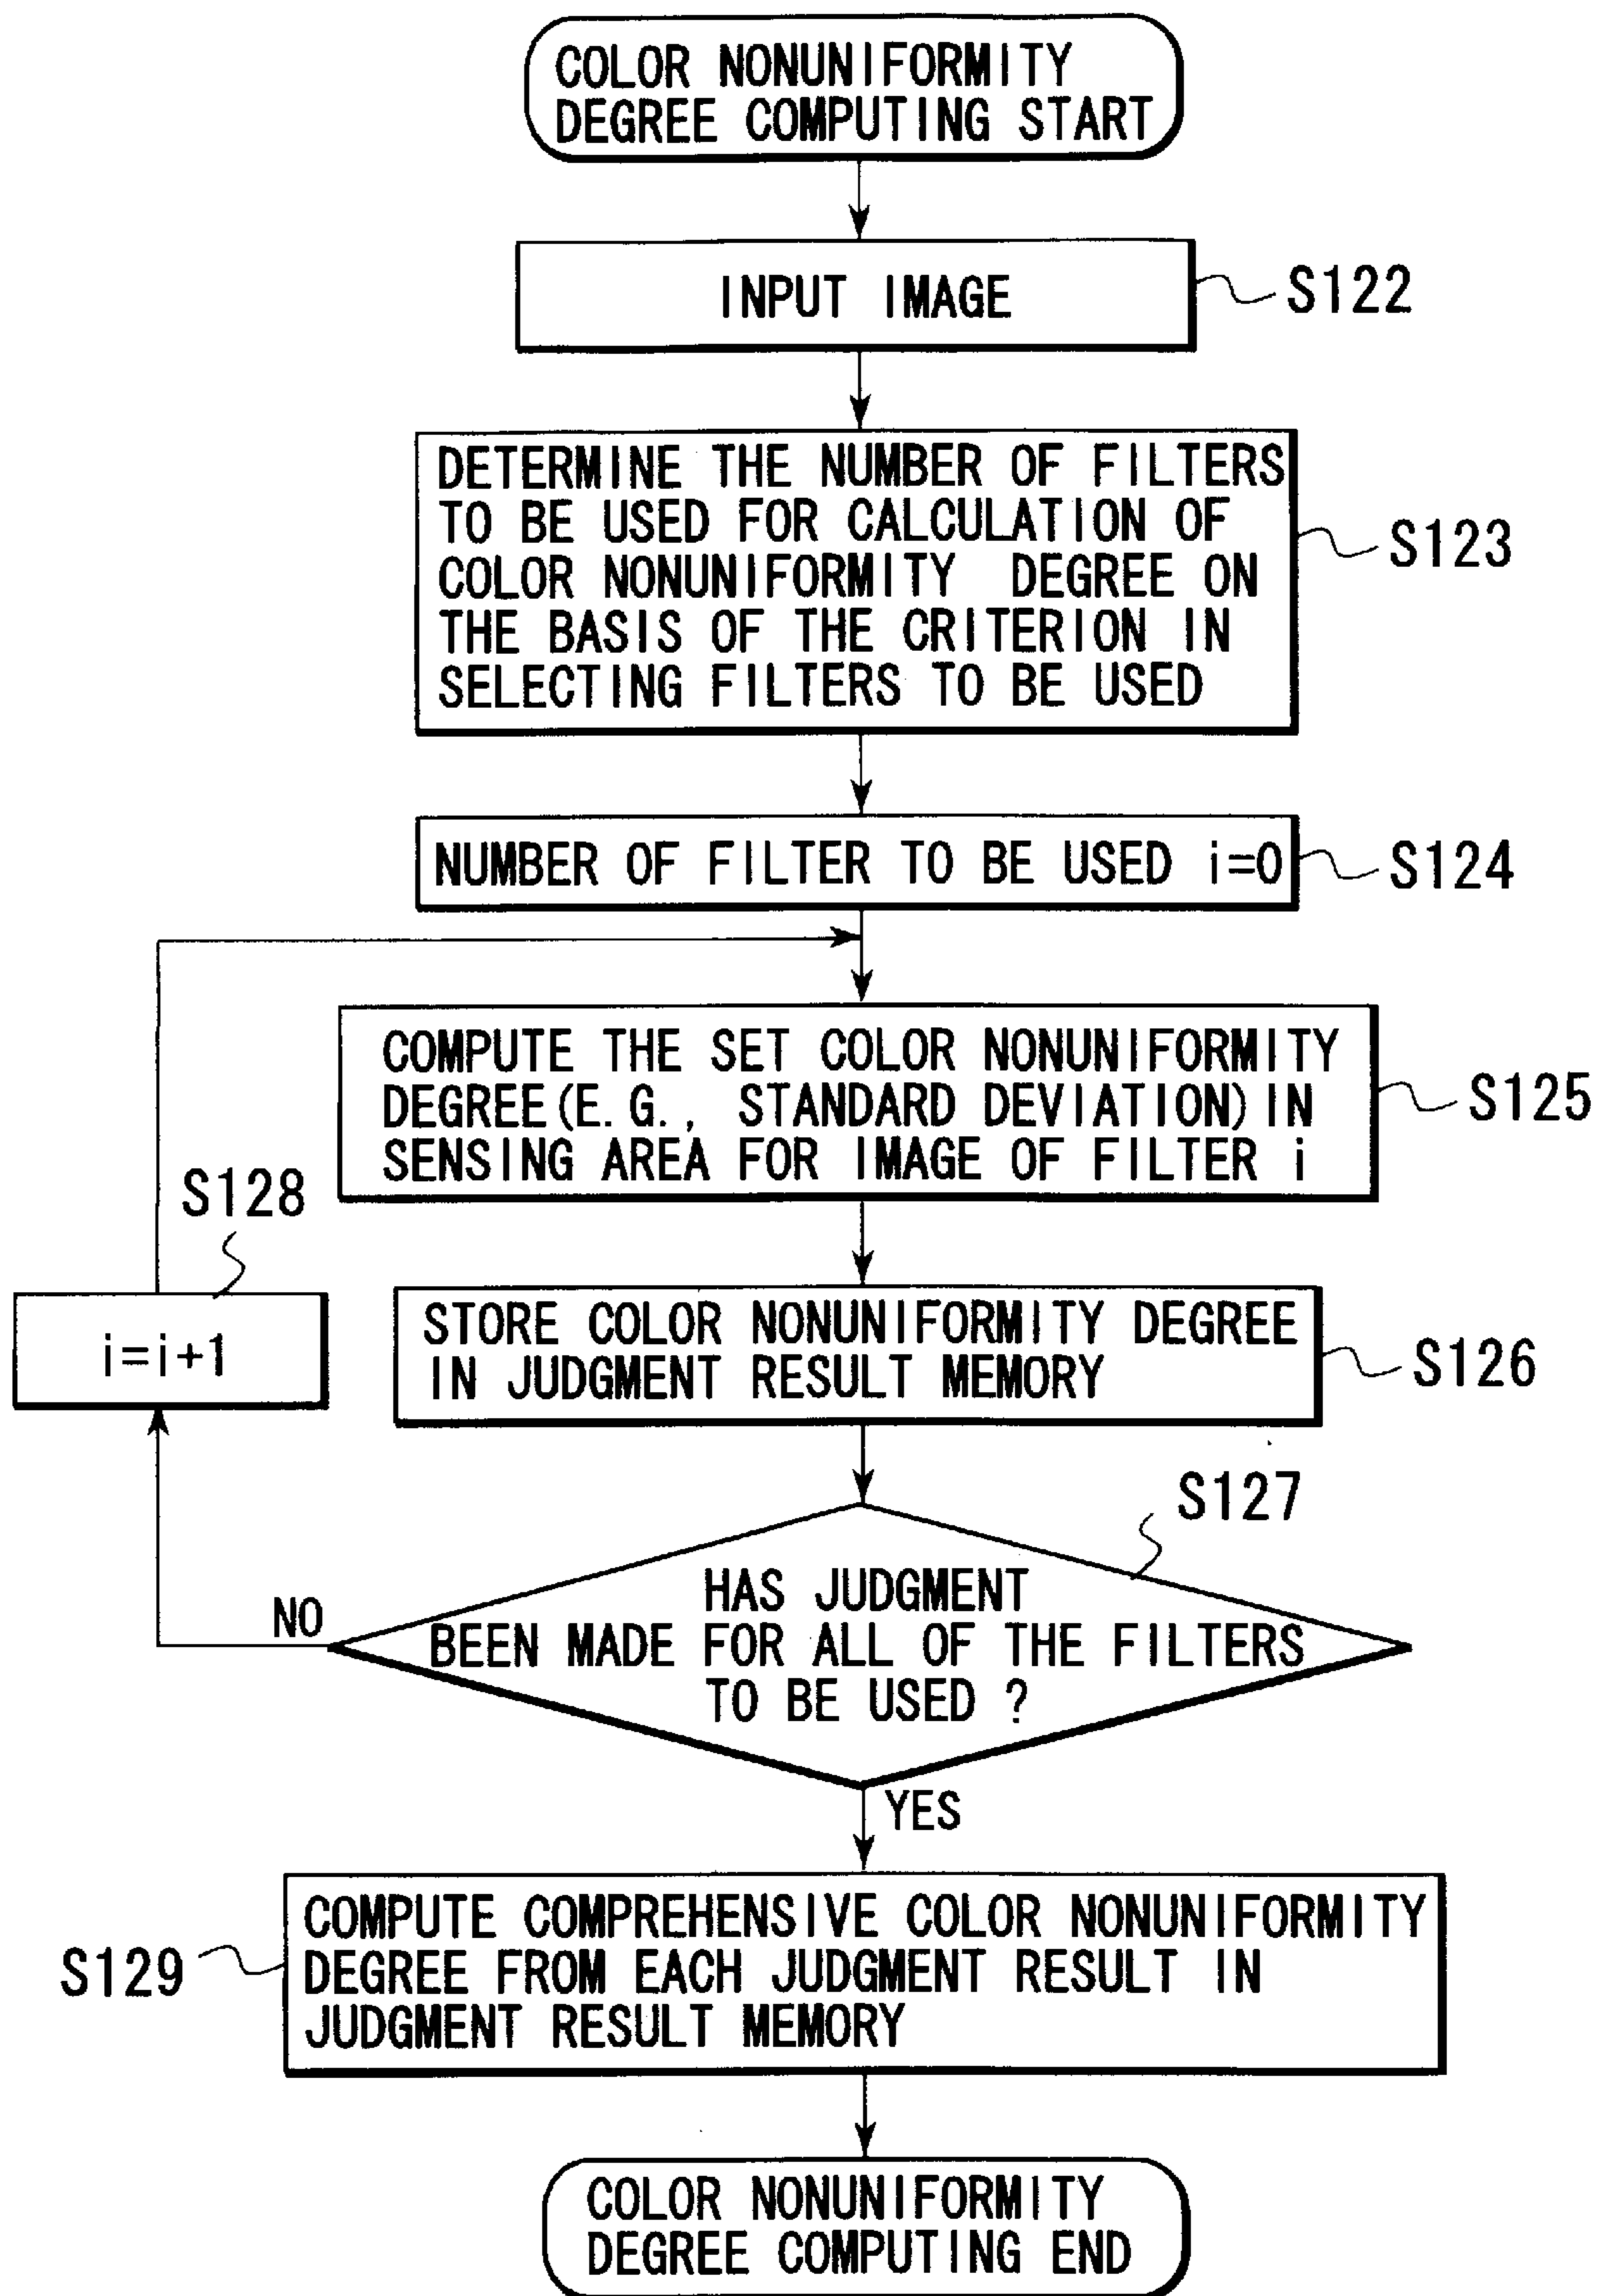 COLOR NONUNIFORMITY
DEGREE COMPUTING START
INPUT IMAGE
S122
DETERMINE THE NUMBER OF FILTERS
TO BE USED FOR CALCULATION OF
COLOR NONUNIFORMITY DEGREE ON
THE BASIS OF THE CRITERION IN
SELECTING FILTERS TO BE USED
S123
NUMBER OF FILTER TO BE USED i=0
S124
COMPUTE THE SET COLOR NONUNIFORMITY
DEGREE(E.G., STANDARD DEVIATION)IN
SENSING AREA FOR IMAGE OF FILTER i
S125
S128
i=i+1
STORE COLOR NONUNIFORMITY DEGREE
IN JUDGMENT RESULT MEMORY
S126
S127
HAS JUDGMENT
BEEN MADE FOR ALL OF THE FILTERS
TO BE USED ?
NO
YES
COMPUTE COMPREHENSIVE COLOR NONUNIFORMITY
DEGREE FROM EACH JUDGMENT RESULT IN
JUDGMENT RESULT MEMORY
S129
COLOR NONUNIFORMITY
DEGREE COMPUTING END